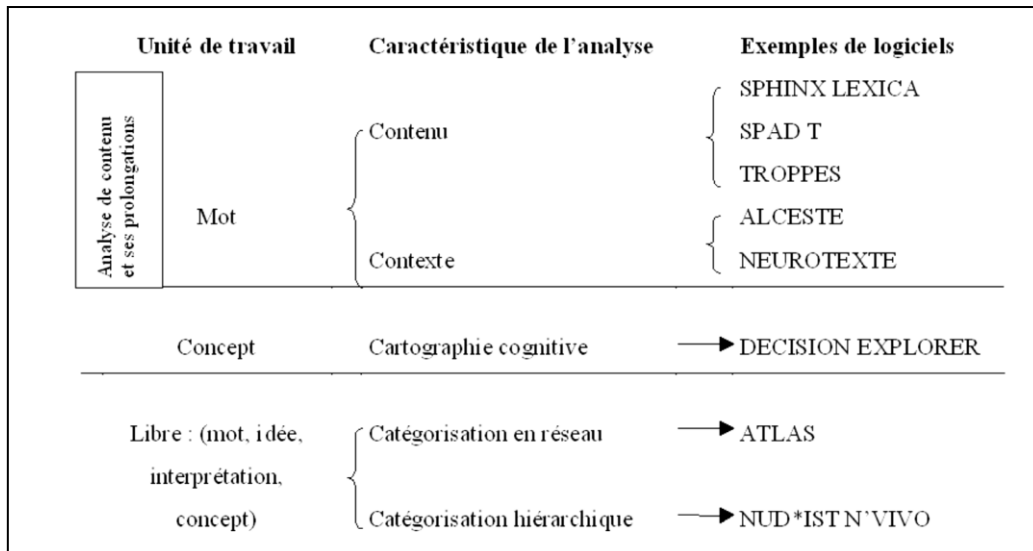 Unité de travail Caractéristique de l’analyse Exemples de logiciels
Analyse de contenu
et ses prolongations
SPHINX LEXICA
Contenu SPAD T
TROPPES
Mot ALCESTE
Contexte NEUROTEXTE
Concept Cartographie cognitive DECISION EXPLORER
Libre : (mot, idée, Catégorisation en réseau ATLAS
interprétation,
concept) Catégorisation hiérarchique NUD*IST N’VIVO